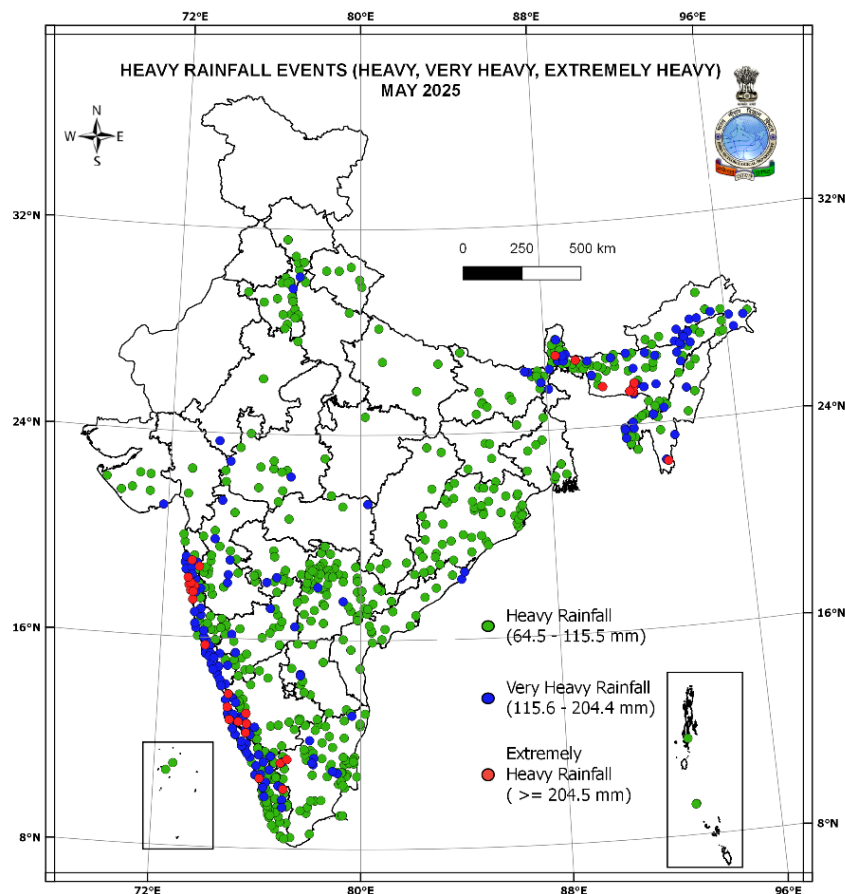 72°E 80°E 88°E 96°E
HEAVY RAINFALL EVENTS (HEAVY, VERY HEAVY, EXTREMELY HEAVY)
MAY 2025
N
W E
S
32°N 32°N
0 250 500 km
24°N 24°N
16°N 16°N
Heavy Rainfall
(64.5 - 115.5 mm)
Very Heavy Rainfall
(115.6 - 204.4 mm)
Extremely
Heavy Rainfall
( >= 204.5 mm)
8°N 8°N
72°E 80°E 88°E 96°E